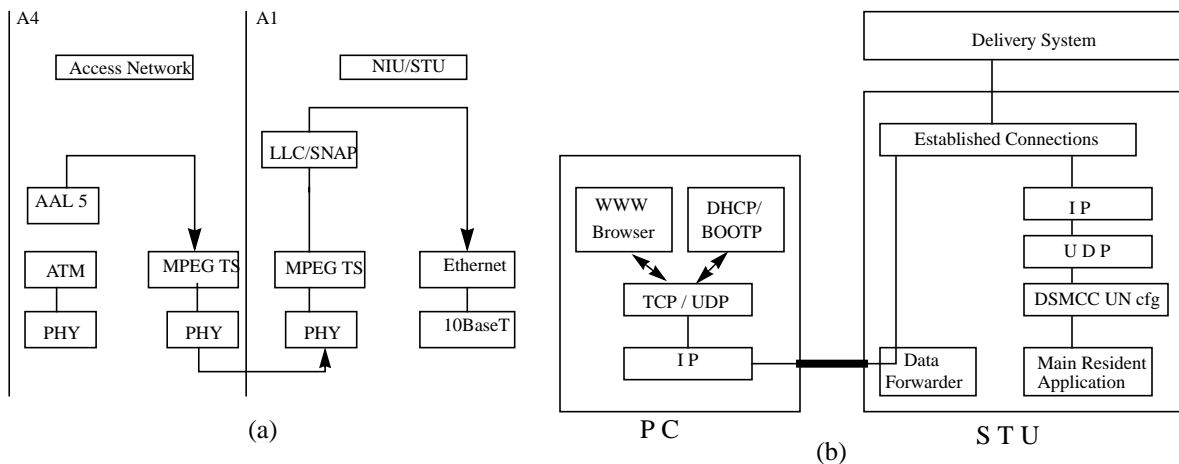 A4
A1
Access Network
NIU/STU
LLC/SNAP
AAL 5
ATM
MPEG TS
MPEG TS
Ethernet
PHY
PHY
PHY
10BaseT
(a)
Delivery System
Established Connections
WWW
Browser
DHCP/
BOOTP
I P
U D P
TCP / UDP
DSMCC UN cfg
I P
Data
Forwarder
Main Resident
Application
P C
S T U
(b)